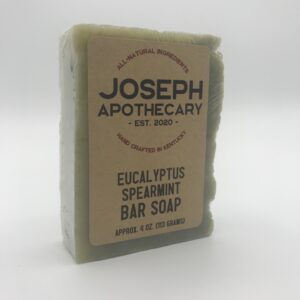 ALL-NATURAL INGREDIENTS
JOSEPH
APOTHECARY
- EST. 2020 -
HAND CRAFTED IN KENTUCKY
EUCALYPTUS
SPEARMINT
BAR SOAP
APPROX. 4 OZ. (113 GRAMS)